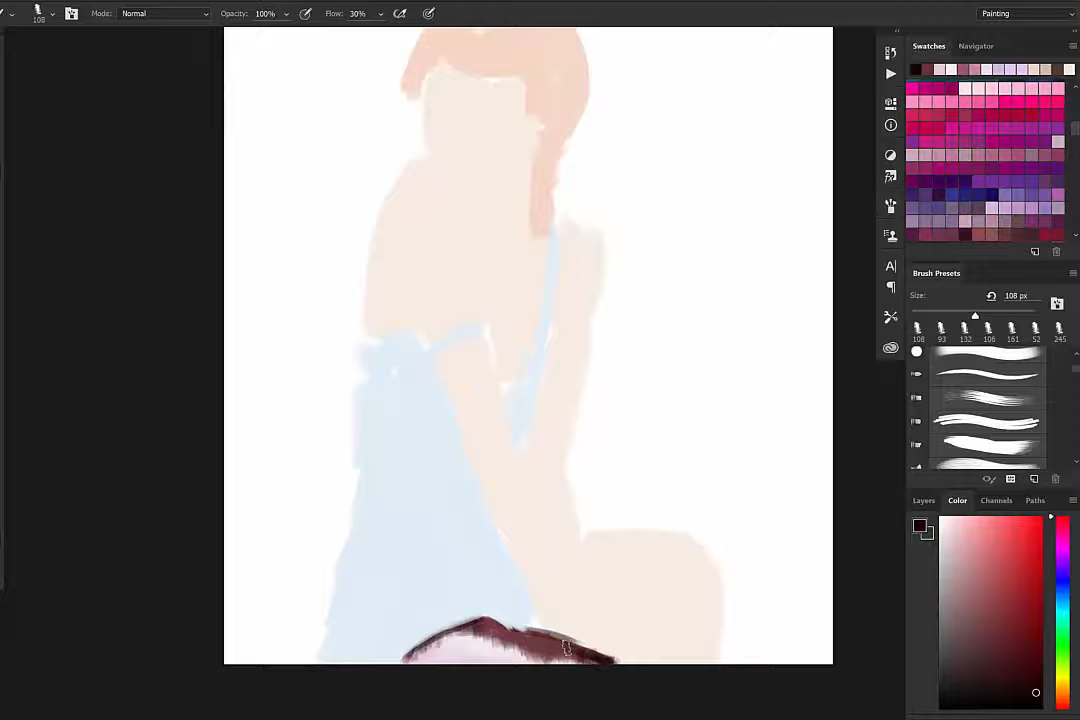 108 Mode: Normal Opacity: 100% Flow: 30% Painting
Swatches Navigator
Brush Presets
Size: 108 px
108 93 132 106 161 52 245
Layers Color Channels Paths